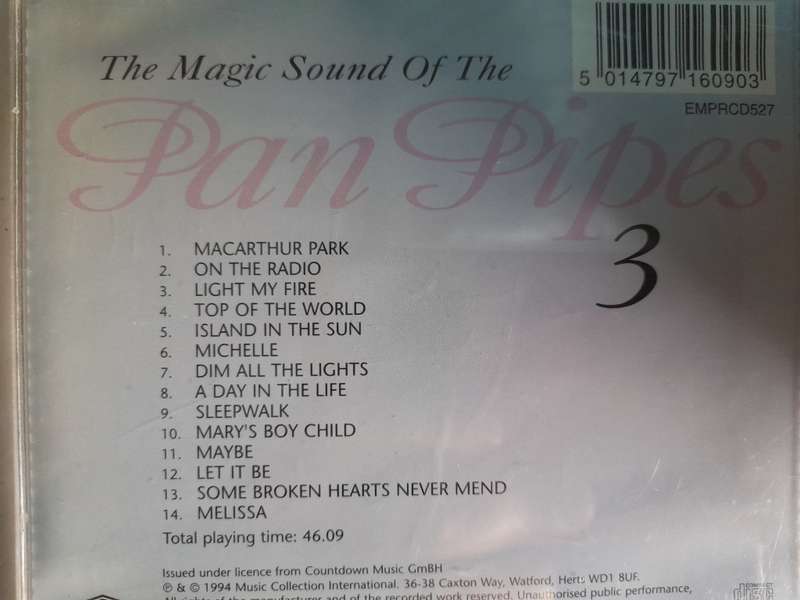 The Magic Sound Of The
5 014797 160903
EMPRCD527
Pan Pipes
3
1. MACARTHUR PARK
2. ON THE RADIO
3. LIGHT MY FIRE
4. TOP OF THE WORLD
5. ISLAND IN THE SUN
6. MICHELLE
7. DIM ALL THE LIGHTS
8. A DAY IN THE LIFE
9. SLEEPWALK
10. MARY'S BOY CHILD
11. MAYBE
12. LET IT BE
13. SOME BROKEN HEARTS NEVER MEND
14. MELISSA
Total playing time: 46.09
Issued under licence from Countdown Music GmBH
℗ & © 1994 Music Collection International. 36-38 Caxton Way, Watford, Herts WD1 8UF.
All rights of the manufacturer and of the recorded work reserved. Unauthorised public performance,
disc